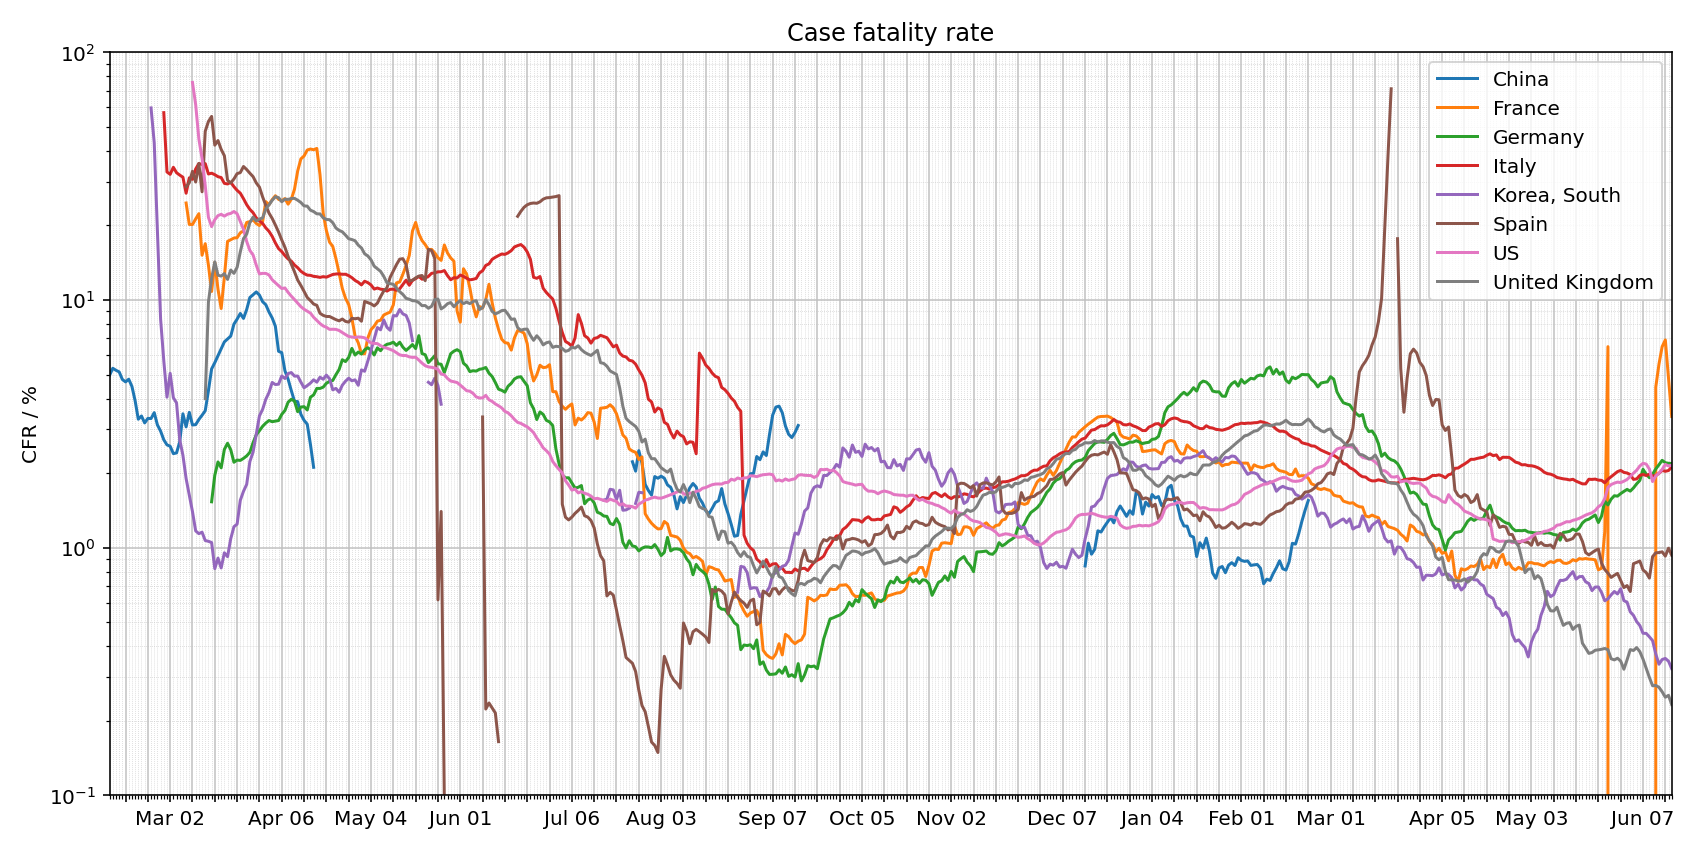 Case fatality rate
CFR / %
10²
10¹
10⁰
10⁻¹
China
France
Germany
Italy
Korea, South
Spain
US
United Kingdom
Mar 02 Apr 06 May 04 Jun 01 Jul 06 Aug 03 Sep 07 Oct 05 Nov 02 Dec 07 Jan 04 Feb 01 Mar 01 Apr 05 May 03 Jun 07